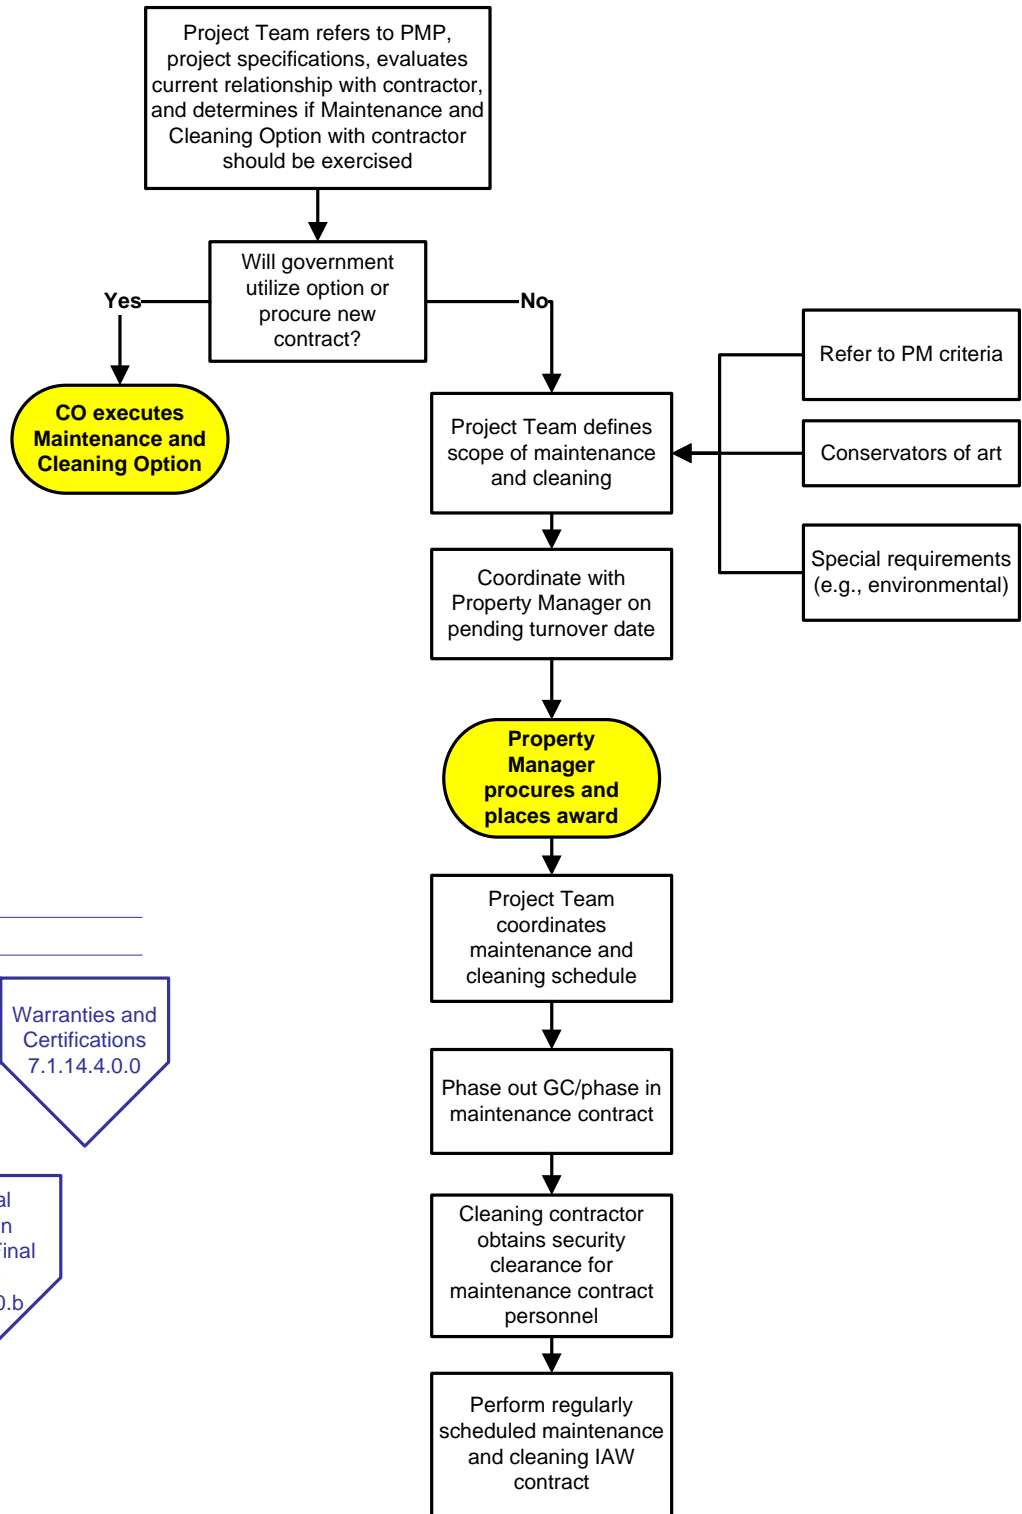 Project Team refers to PMP,
project specifications, evaluates
current relationship with contractor,
and determines if Maintenance and
Cleaning Option with contractor
should be exercised
Will government
utilize option or
procure new
contract?
Yes
No
CO executes
Maintenance and
Cleaning Option
Project Team defines
scope of maintenance
and cleaning
Refer to PM criteria
Conservators of art
Special requirements
(e.g., environmental)
Coordinate with
Property Manager on
pending turnover date
Property
Manager
procures and
places award
Project Team
coordinates
maintenance and
cleaning schedule
Warranties and
Certifications
7.1.14.4.0.0
Phase out GC/phase in
maintenance contract
Cleaning contractor
obtains security
clearance for
maintenance contract
personnel
Perform regularly
scheduled maintenance
and cleaning IAW
contract